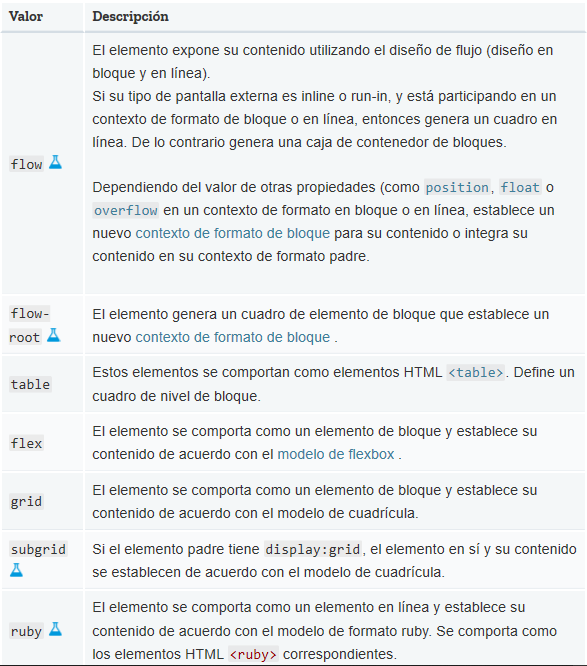 Valor Descripción
El elemento expone su contenido utilizando el diseño de flujo (diseño en
bloque y en línea).
Si su tipo de pantalla externa es inline o run-in, y está participando en un
contexto de formato de bloque o en línea, entonces genera un cuadro en
línea. De lo contrario genera una caja de contenedor de bloques.
flow
Dependiendo del valor de otras propiedades (como position, float o
overflow en un contexto de formato en bloque o en línea, establece un
nuevo contexto de formato de bloque para su contenido o integra su
contenido en su contexto de formato padre.
flow-
root
El elemento genera un cuadro de elemento de bloque que establece un
nuevo contexto de formato de bloque .
table
Estos elementos se comportan como elementos HTML <table>. Define un
cuadro de nivel de bloque.
flex
El elemento se comporta como un elemento de bloque y establece su
contenido de acuerdo con el modelo de flexbox .
grid
El elemento se comporta como un elemento de bloque y establece su
contenido de acuerdo con el modelo de cuadrícula.
subgrid
Si el elemento padre tiene display:grid, el elemento en sí y su contenido
se establecen de acuerdo con el modelo de cuadrícula.
ruby
El elemento se comporta como un elemento en línea y establece su
contenido de acuerdo con el modelo de formato ruby. Se comporta como
los elementos HTML <ruby> correspondientes.